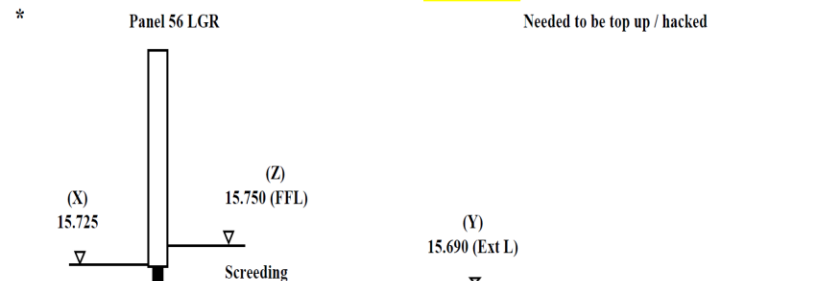 *
Panel 56 LGR
Needed to be top up / hacked
(Z)
15.750 (FFL)
(X)
15.725
(Y)
15.690 (Ext L)
Screeding